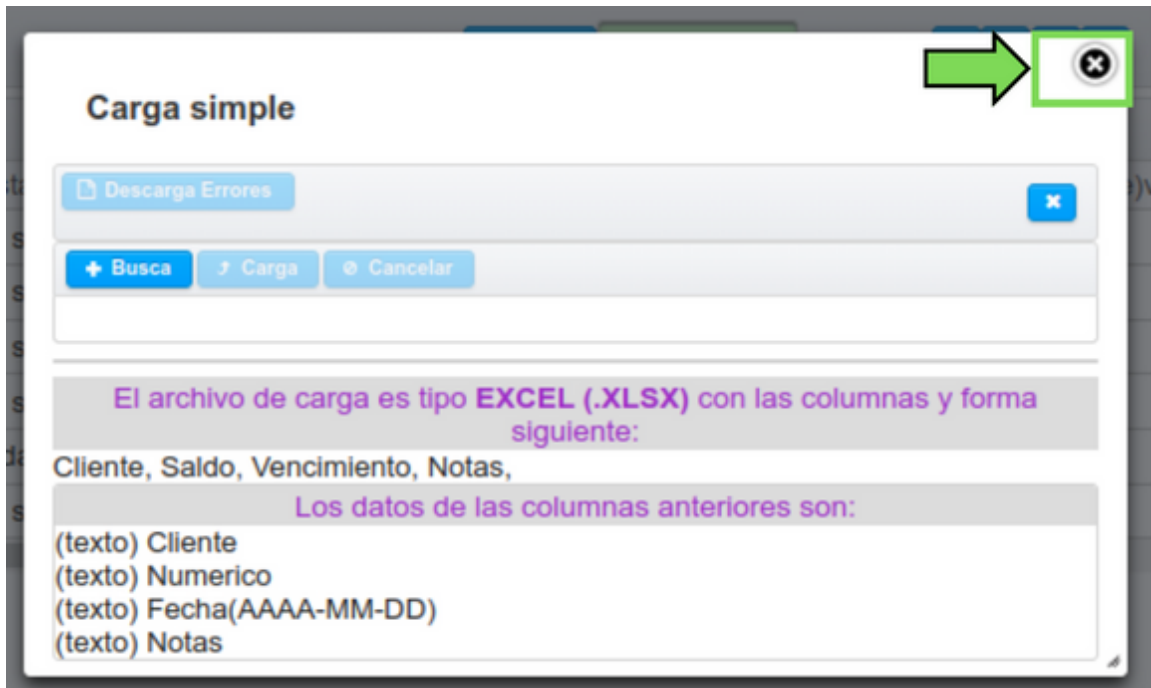 Carga simple
Descarga Errores
Busca Carga Cancelar
El archivo de carga es tipo EXCEL (.XLSX) con las columnas y forma
siguiente:
Cliente, Saldo, Vencimiento, Notas,
Los datos de las columnas anteriores son:
(texto) Cliente
(texto) Numerico
(texto) Fecha(AAAA-MM-DD)
(texto) Notas